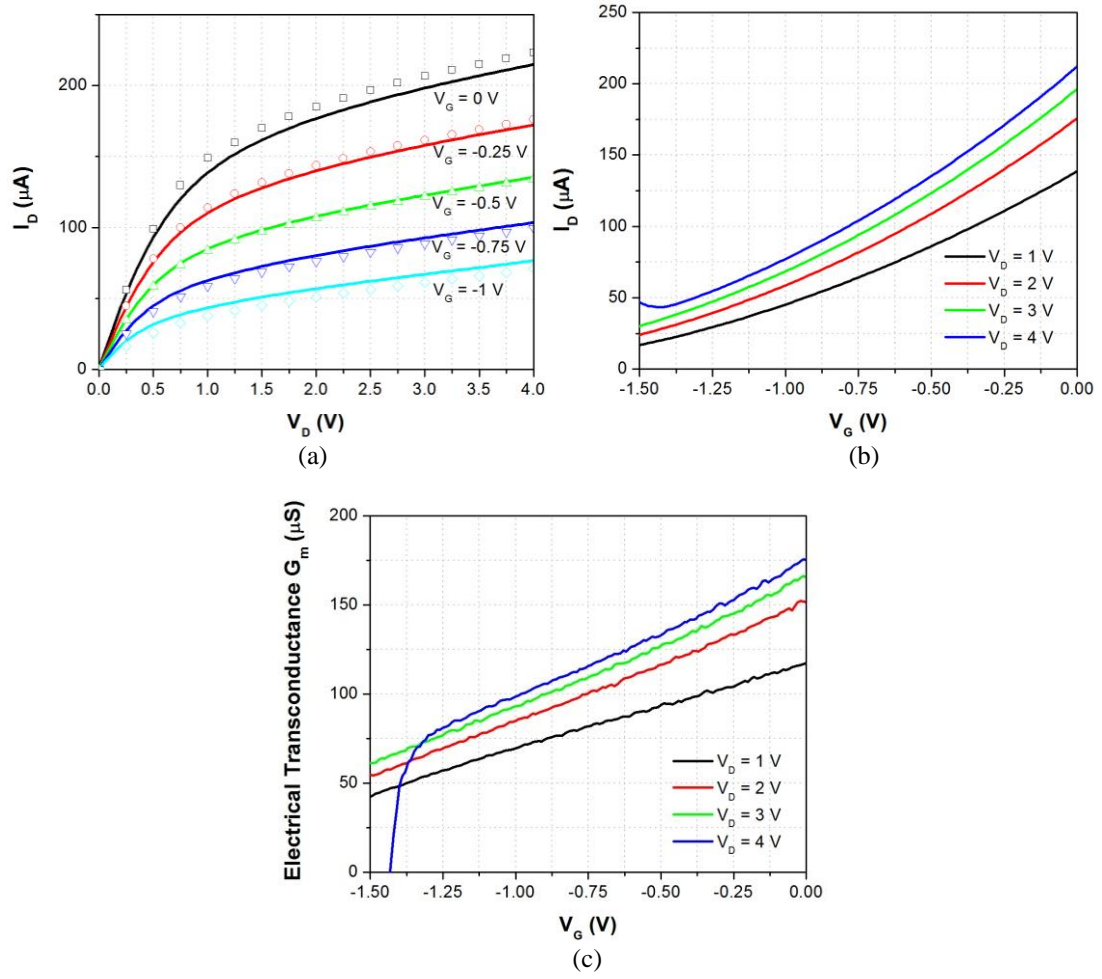 I_D (μA)
200
100
0
V_G = 0 V
V_G = -0.25 V
V_G = -0.5 V
V_G = -0.75 V
V_G = -1 V
0.0 0.5 1.0 1.5 2.0 2.5 3.0 3.5 4.0
V_D (V)
(a)
I_D (μA)
250
200
150
100
50
0
V_D = 1 V
V_D = 2 V
V_D = 3 V
V_D = 4 V
-1.50 -1.25 -1.00 -0.75 -0.50 -0.25 0.00
V_G (V)
(b)
Electrical Transconductance G_m (μS)
200
150
100
50
0
V_D = 1 V
V_D = 2 V
V_D = 3 V
V_D = 4 V
-1.50 -1.25 -1.00 -0.75 -0.50 -0.25 0.00
V_G (V)
(c)